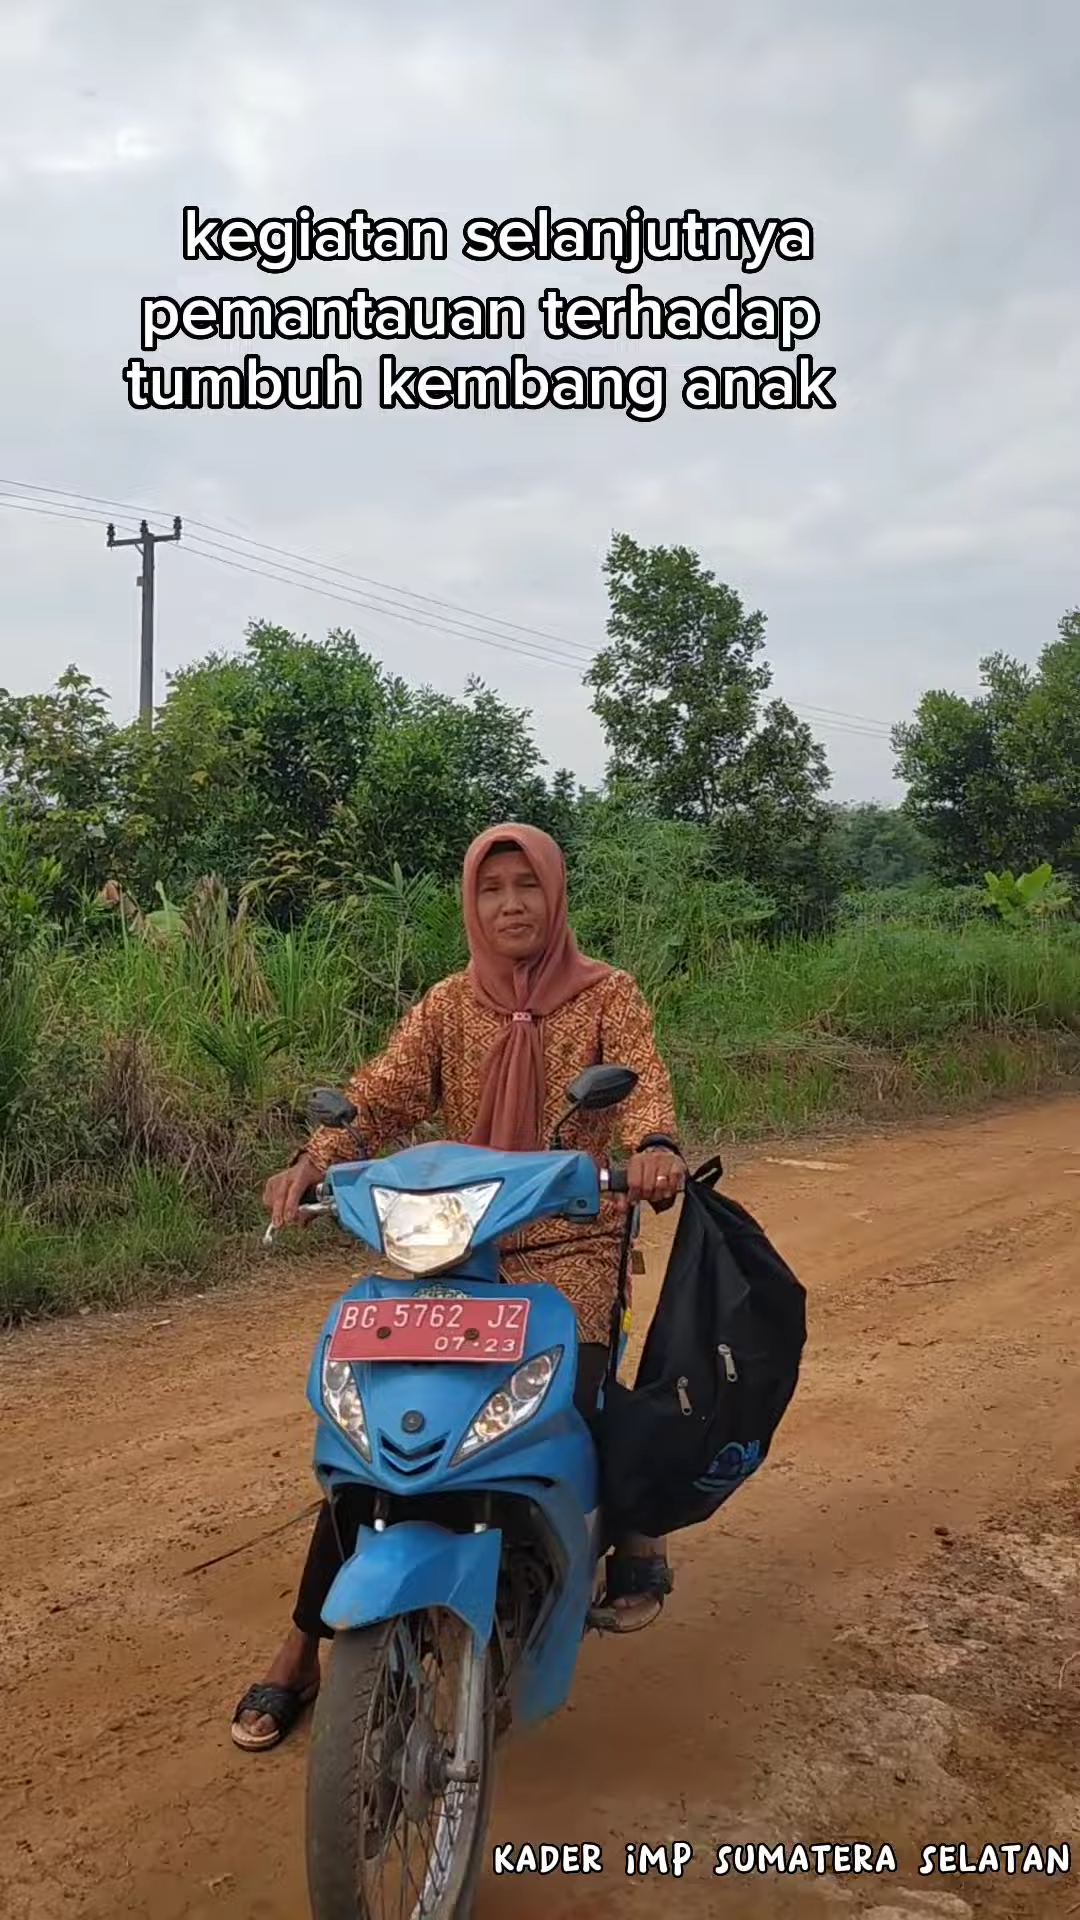 kegiatan selanjutnya
pemantauan terhadap
tumbuh kembang anak
BG 5762 JZ
07·23
KADER iMP SUMATERA SELATAN